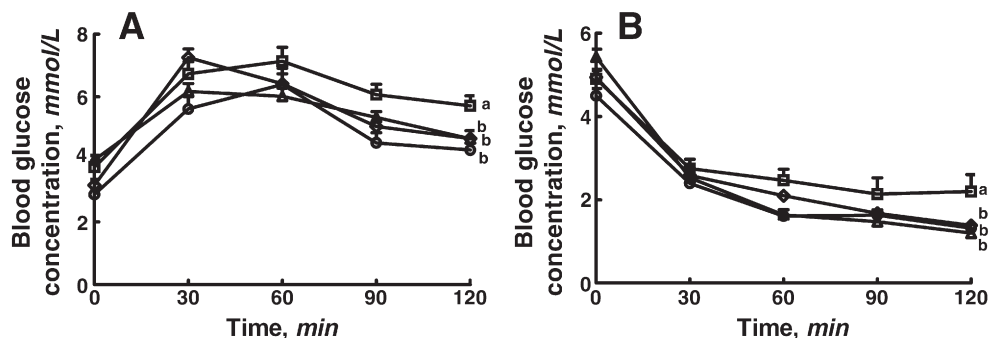 A
Blood glucose
concentration, mmol/L
8
6
4
2
0
0 30 60 90 120
Time, min
a
b
b
b
B
Blood glucose
concentration, mmol/L
6
4
2
0
0 30 60 90 120
Time, min
a
b
b
b